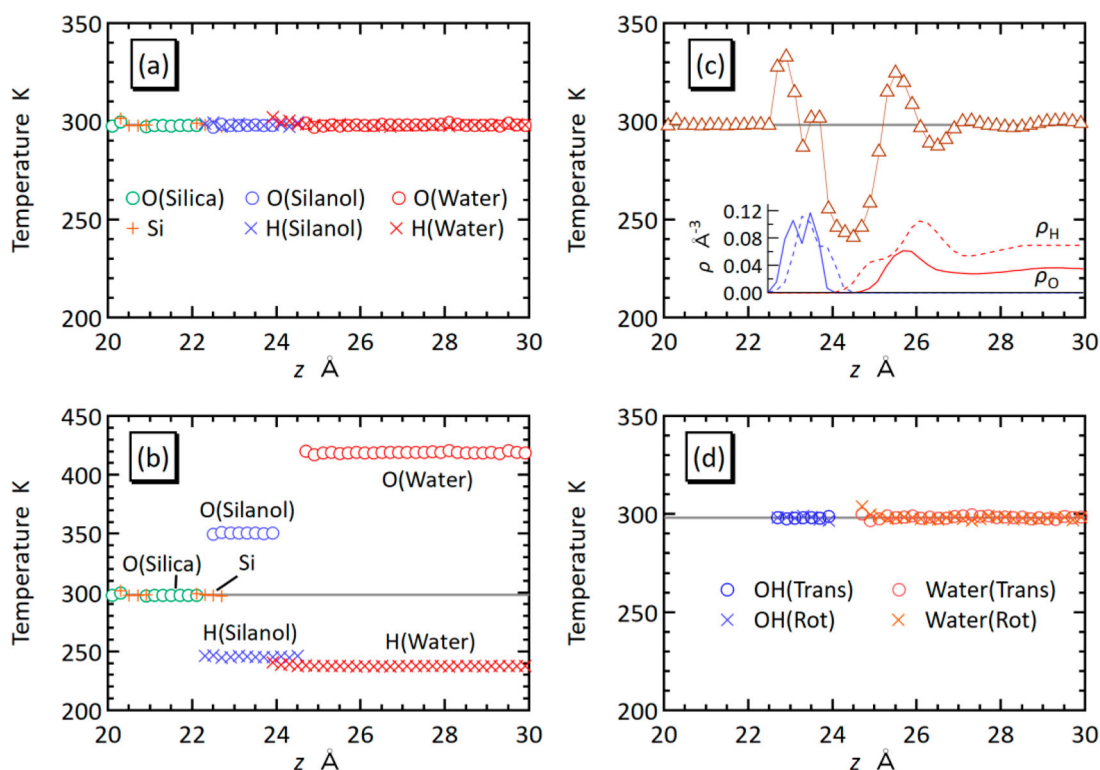 (a)
Temperature K
350
300
250
200
O(Silica) O(Silanol) O(Water)
Si H(Silanol) H(Water)
20 22 24 26 28 30
z Å
(c)
Temperature K
350
300
250
200
ρ Å-3
0.12
0.08
0.04
0.00
ρH
ρO
20 22 24 26 28 30
z Å
(b)
Temperature K
450
400
350
300
250
200
O(Water)
O(Silanol)
O(Silica) Si
H(Silanol) H(Water)
20 22 24 26 28 30
z Å
(d)
Temperature K
350
300
250
200
OH(Trans) Water(Trans)
OH(Rot) Water(Rot)
20 22 24 26 28 30
z Å